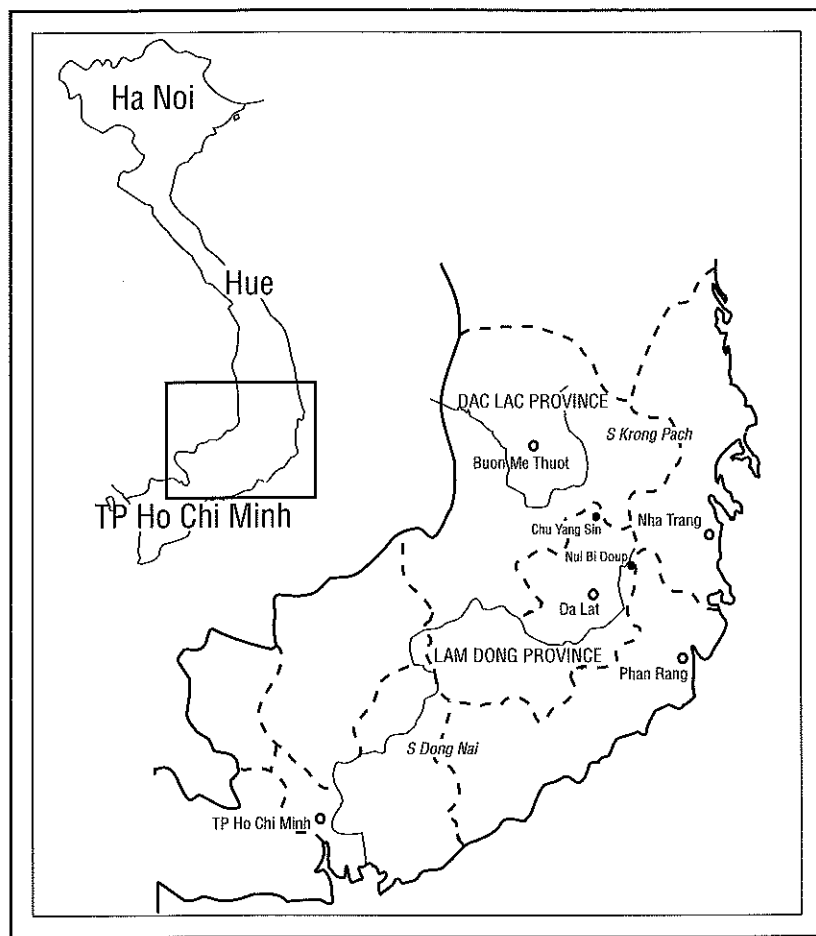 Ha Noi
Hue
TP Ho Chi Minh
DAC LAC PROVINCE
S Krong Pach
Buon Me Thuot
Chu Yang Sin
Nha Trang
Nui Bi Doup
Da Lat
LAM DONG PROVINCE
Phan Rang
S Dong Nai
TP Ho Chi Minh